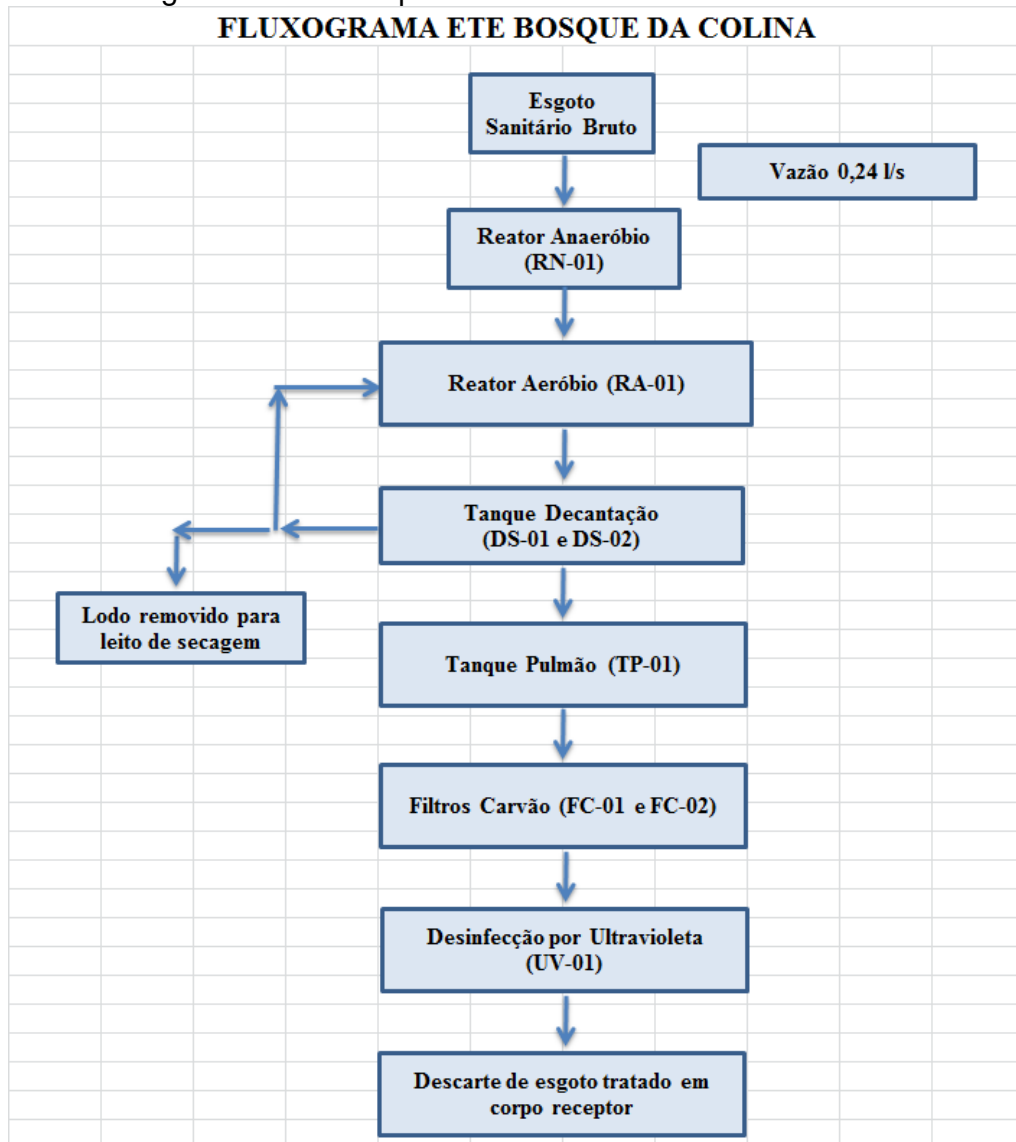 FLUXOGRAMA ETE BOSQUE DA COLINA
Esgoto
Sanitário Bruto
Vazão 0,24 l/s
Reator Anaeróbio
(RN-01)
Reator Aeróbio (RA-01)
Tanque Decantação
(DS-01 e DS-02)
Lodo removido para
leito de secagem
Tanque Pulmão (TP-01)
Filtros Carvão (FC-01 e FC-02)
Desinfecção por Ultravioleta
(UV-01)
Descarte de esgoto tratado em
corpo receptor